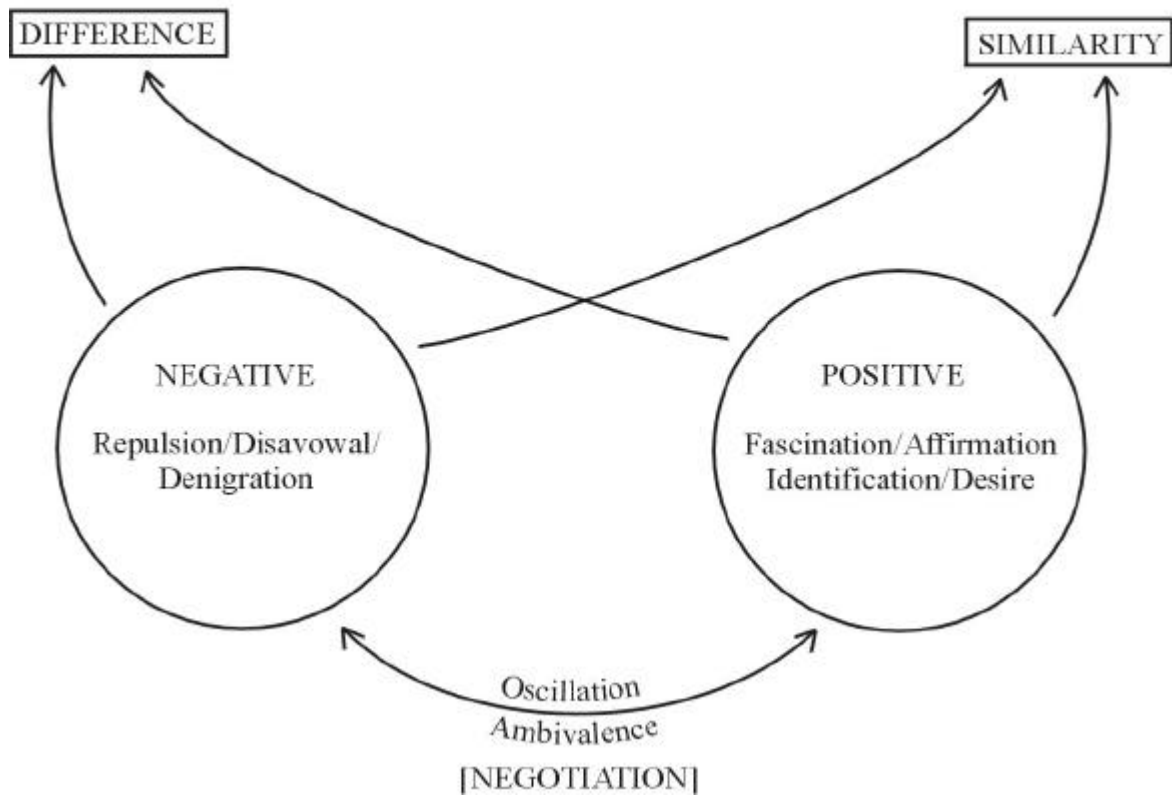 DIFFERENCE
SIMILARITY
NEGATIVE
Repulsion/Disavowal/
Denigration
POSITIVE
Fascination/Affirmation
Identification/Desire
Oscillation
Ambivalence
[NEGOTIATION]